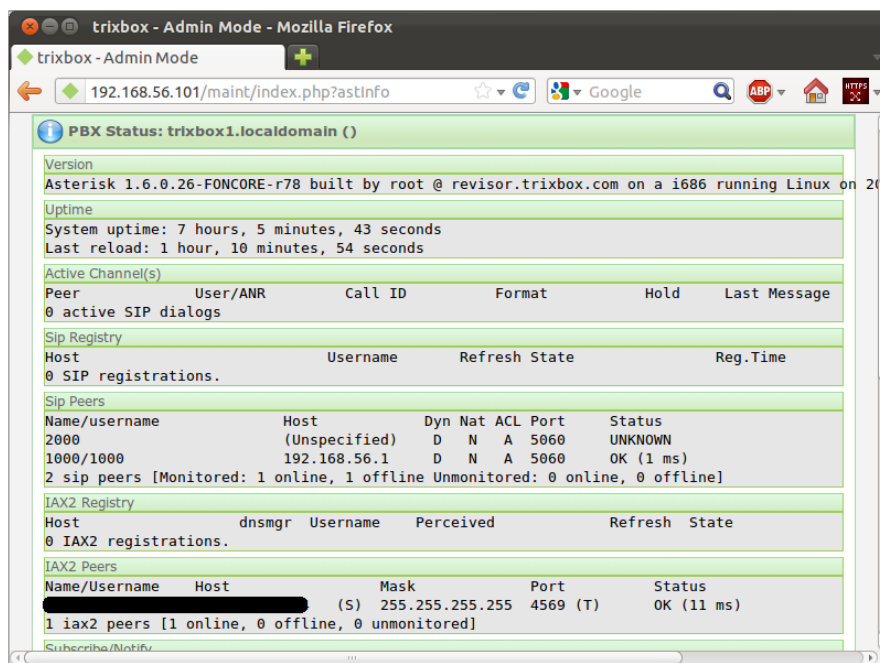 trixbox - Admin Mode - Mozilla Firefox
trixbox - Admin Mode
192.168.56.101/maint/index.php?astInfo Google ABP HTTPS
PBX Status: trixbox1.localdomain ()
Version
Asterisk 1.6.0.26-FONCORE-r78 built by root @ revisor.trixbox.com on a i686 running Linux on 20
Uptime
System uptime: 7 hours, 5 minutes, 43 seconds
Last reload: 1 hour, 10 minutes, 54 seconds
Active Channel(s)
Peer User/ANR Call ID Format Hold Last Message
0 active SIP dialogs
Sip Registry
Host Username Refresh State Reg.Time
0 SIP registrations.
Sip Peers
Name/username Host Dyn Nat ACL Port Status
2000 (Unspecified) D N A 5060 UNKNOWN
1000/1000 192.168.56.1 D N A 5060 OK (1 ms)
2 sip peers [Monitored: 1 online, 1 offline Unmonitored: 0 online, 0 offline]
IAX2 Registry
Host dnsmgr Username Perceived Refresh State
0 IAX2 registrations.
IAX2 Peers
Name/Username Host Mask Port Status
(S) 255.255.255.255 4569 (T) OK (11 ms)
1 iax2 peers [1 online, 0 offline, 0 unmonitored]
Subscribe/Notify